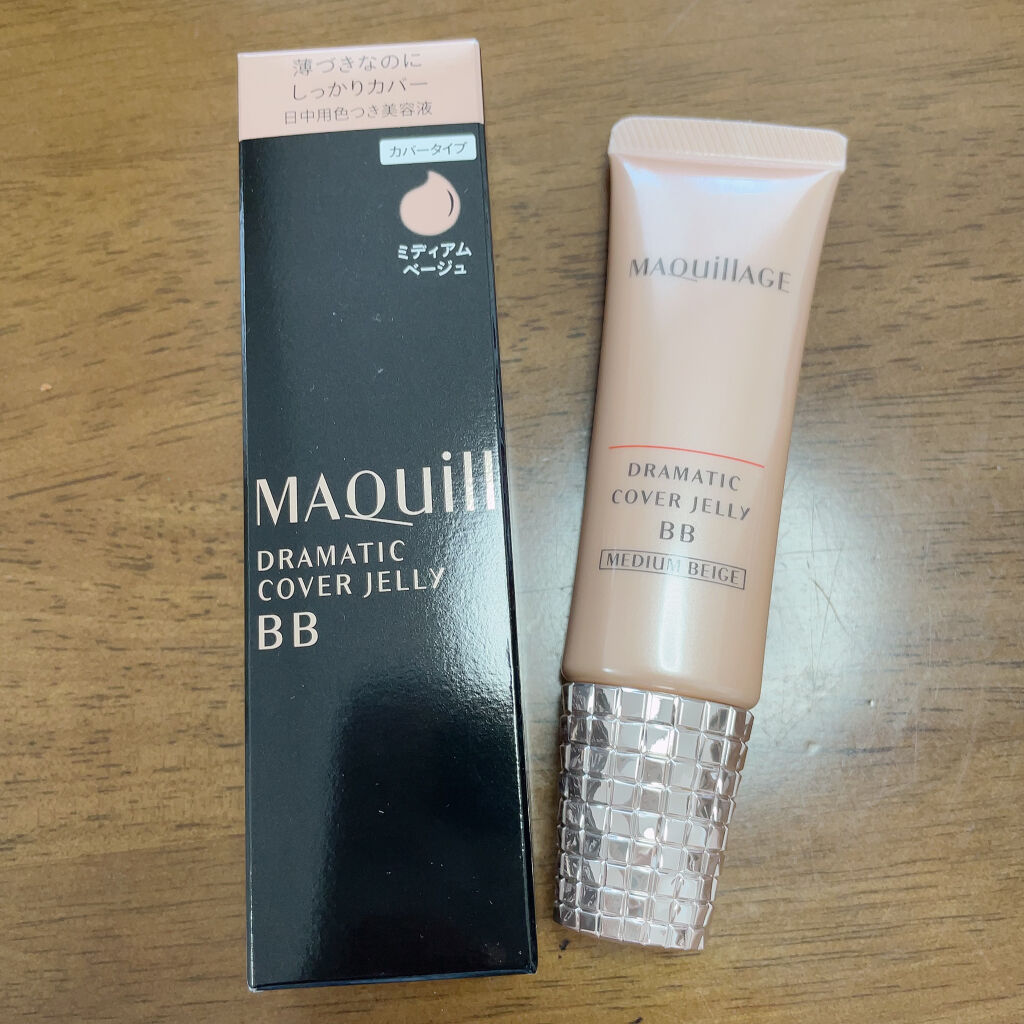 薄づきなのに
しっかりカバー
日中用色つき美容液
カバータイプ
ミディアム
ベージュ
MAQuill
DRAMATIC
COVER JELLY
BB
MAQuillAGE
DRAMATIC
COVER JELLY
BB
MEDIUM BEIGE